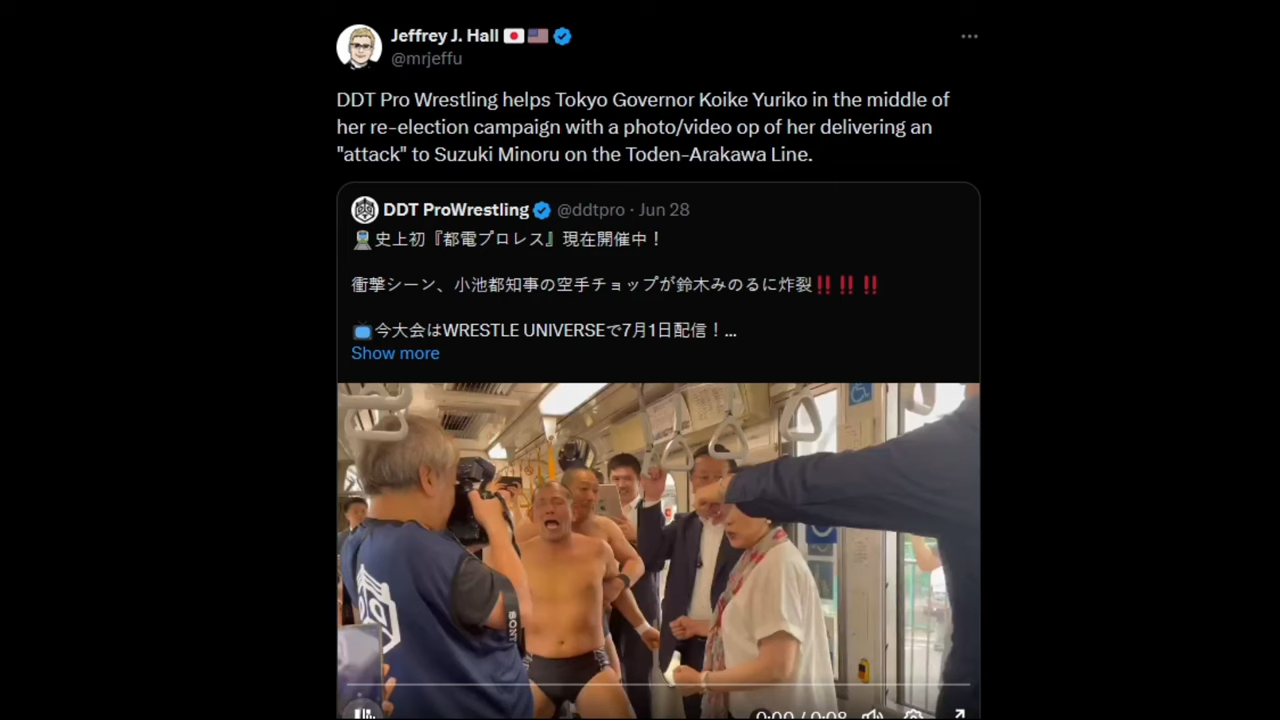 Jeffrey J. Hall 🇯🇵🇺🇸
@mrjeffu
DDT Pro Wrestling helps Tokyo Governor Koike Yuriko in the middle of
her re-election campaign with a photo/video op of her delivering an
"attack" to Suzuki Minoru on the Toden-Arakawa Line.
DDT ProWrestling @ddtpro · Jun 28
🚆史上初『都電プロレス』現在開催中！
衝撃シーン、小池都知事の空手チョップが鈴木みのるに炸裂‼️‼️‼️
📺今大会はWRESTLE UNIVERSEで7月1日配信！...
Show more
SONY
0:00 / 0:08